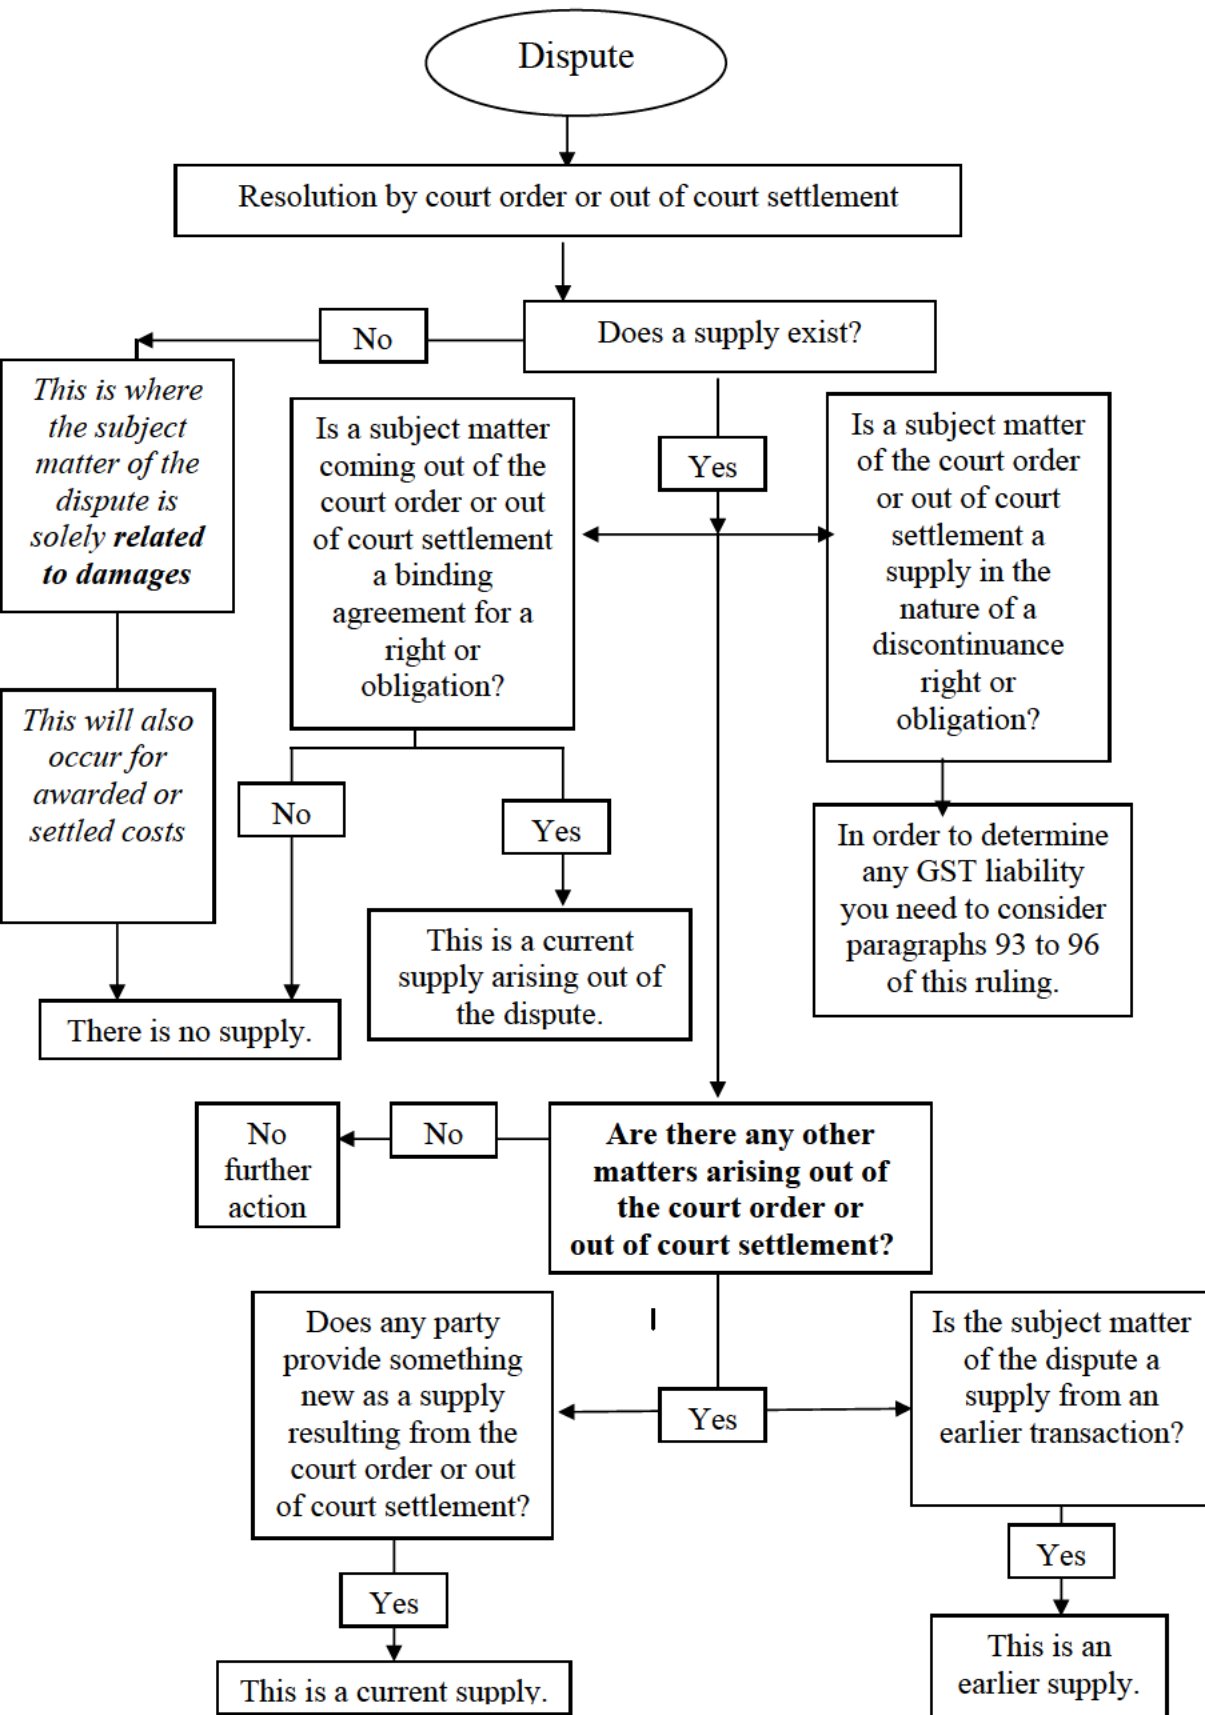 Dispute
Resolution by court order or out of court settlement
Does a supply exist?
No
This is where
the subject
matter of the
dispute is
solely related
to damages
Is a subject matter
coming out of the
court order or out
of court settlement
a binding
agreement for a
right or
obligation?
Yes
Is a subject matter
of the court order
or out of court
settlement a
supply in the
nature of a
discontinuance
right or
obligation?
This will also
occur for
awarded or
settled costs
No
Yes
In order to determine
any GST liability
you need to consider
paragraphs 93 to 96
of this ruling.
This is a current
supply arising out of
the dispute.
There is no supply.
No
further
action
No
Are there any other
matters arising out of
the court order or
out of court settlement?
Does any party
provide something
new as a supply
resulting from the
court order or out
of court settlement?
Yes
Is the subject matter
of the dispute a
supply from an
earlier transaction?
Yes
Yes
This is a current supply.
This is an
earlier supply.